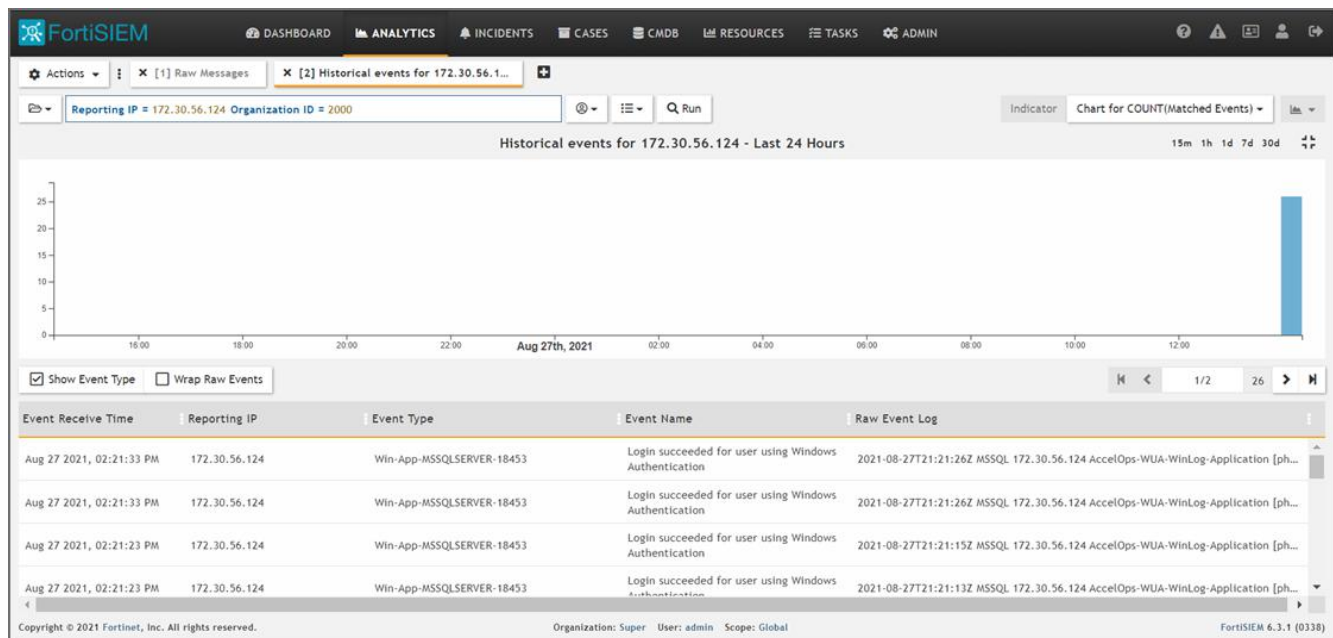 FortiSIEM
DASHBOARD ANALYTICS INCIDENTS CASES CMDB RESOURCES TASKS ADMIN
Actions [1] Raw Messages [2] Historical events for 172.30.56.1...
Reporting IP = 172.30.56.124 Organization ID = 2000 Run Indicator Chart for COUNT(Matched Events)
Historical events for 172.30.56.124 - Last 24 Hours 15m 1h 1d 7d 30d
25
20
15
10
5
0
16:00 18:00 20:00 22:00 Aug 27th, 2021 02:00 04:00 06:00 08:00 10:00 12:00
Show Event Type Wrap Raw Events 1/2 26
Event Receive Time Reporting IP Event Type Event Name Raw Event Log
Aug 27 2021, 02:21:33 PM 172.30.56.124 Win-App-MSSQLSERVER-18453 Login succeeded for user using Windows Authentication 2021-08-27T21:21:26Z MSSQL 172.30.56.124 AccelOps-WUA-WinLog-Application [ph...
Aug 27 2021, 02:21:33 PM 172.30.56.124 Win-App-MSSQLSERVER-18453 Login succeeded for user using Windows Authentication 2021-08-27T21:21:26Z MSSQL 172.30.56.124 AccelOps-WUA-WinLog-Application [ph...
Aug 27 2021, 02:21:23 PM 172.30.56.124 Win-App-MSSQLSERVER-18453 Login succeeded for user using Windows Authentication 2021-08-27T21:21:15Z MSSQL 172.30.56.124 AccelOps-WUA-WinLog-Application [ph...
Aug 27 2021, 02:21:23 PM 172.30.56.124 Win-App-MSSQLSERVER-18453 Login succeeded for user using Windows Authentication 2021-08-27T21:21:13Z MSSQL 172.30.56.124 AccelOps-WUA-WinLog-Application [ph...
Copyright © 2021 Fortinet, Inc. All rights reserved. Organization: Super User: admin Scope: Global FortiSIEM 6.3.1 (0338)